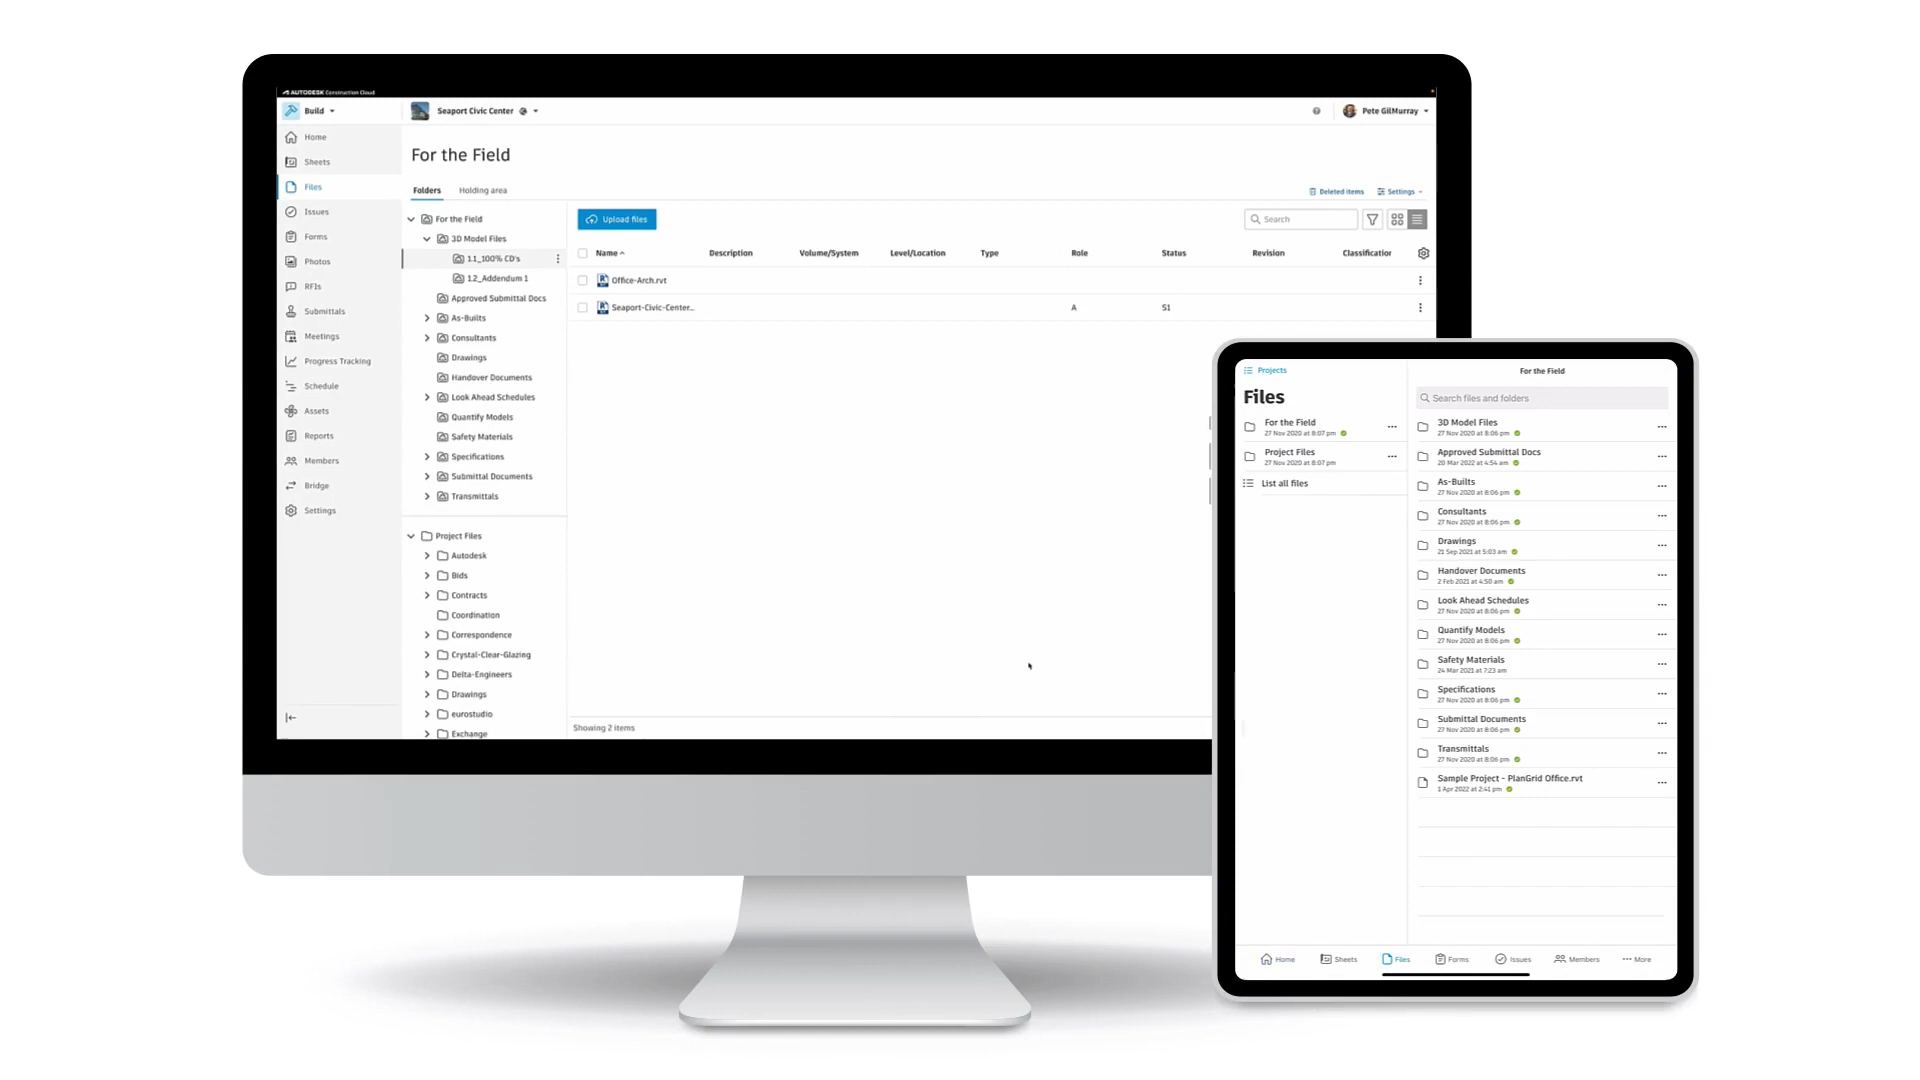 AUTODESK Construction Cloud
Build
Seaport Civic Center
Pete GilMurray
Home
Sheets
Files
Issues
Forms
Photos
RFIs
Submittals
Meetings
Progress Tracking
Schedule
Assets
Reports
Members
Bridge
Settings
For the Field
Folders
Holding area
Deleted items
Settings
For the Field
3D Model Files
1.1_100% CD's
1.2_Addendum 1
Approved Submittal Docs
As-Builts
Consultants
Drawings
Handover Documents
Look Ahead Schedules
Quantify Models
Safety Materials
Specifications
Submittal Documents
Transmittals
Project Files
Autodesk
Bids
Contracts
Coordination
Correspondence
Crystal-Clear-Glazing
Delta-Engineers
Drawings
eurostudio
Exchange
Upload files
Search
Name Description Volume/System Level/Location Type Role Status Revision Classification
Office-Arch.rvt
Seaport-Civic-Center... A S1
Showing 2 items
Projects
Files
For the Field
27 Nov 2020 at 8:07 pm
Project Files
27 Nov 2020 at 8:07 pm
List all files
For the Field
Search files and folders
3D Model Files
27 Nov 2020 at 8:06 pm
Approved Submittal Docs
20 Mar 2022 at 4:54 am
As-Builts
27 Nov 2020 at 8:06 pm
Consultants
27 Nov 2020 at 8:06 pm
Drawings
21 Sep 2021 at 5:03 am
Handover Documents
2 Feb 2021 at 4:50 am
Look Ahead Schedules
27 Nov 2020 at 8:06 pm
Quantify Models
27 Nov 2020 at 8:06 pm
Safety Materials
24 Mar 2021 at 7:23 am
Specifications
27 Nov 2020 at 8:06 pm
Submittal Documents
27 Nov 2020 at 8:06 pm
Transmittals
27 Nov 2020 at 8:06 pm
Sample Project - PlanGrid Office.rvt
1 Apr 2022 at 2:41 pm
Home
Sheets
Files
Forms
Issues
Members
More